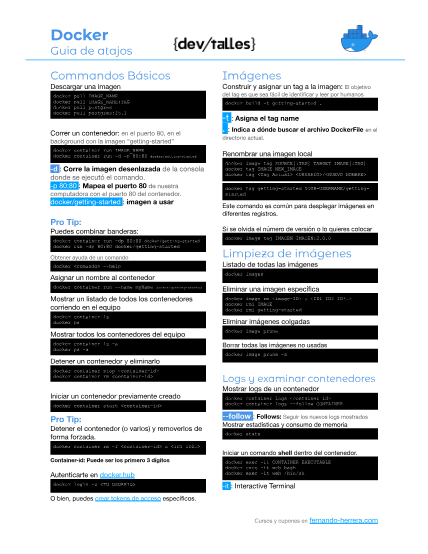 Docker
Guia de atajos
{dev/talles}
Commandos Básicos
Descargar una imagen
docker pull IMAGE_NAME
docker pull IMAGE_NAME:TAG
docker pull postgres
docker pull postgres:15.1
Correr un contenedor: en el puerto 80, en el
background con la imagen "getting-started"
docker container run IMAGE_NAME
docker container run -d -p 80:80 docker/getting-started
-d : Corre la imagen desenlazada de la consola
donde se ejecutó el comando.
-p 80:80 : Mapea el puerto 80 de nuestra
computadora con el puerto 80 del contenedor.
docker/getting-started : imagen a usar
Pro Tip:
Puedes combinar banderas:
docker container run -dp 80:80 docker/getting-started
docker run -dp 80:80 docker/getting-started
Obtener ayuda de un comando
docker <comando> --help
Asignar un nombre al contenedor
docker container run --name myName docker/getting-started
Mostrar un listado de todos los contenedores
corriendo en el equipo
docker container ls
docker ps
Mostrar todos los contenedores del equipo
docker container ls -a
docker ps -a
Detener un contenedor y eliminarlo
docker container stop <container-id>
docker container rm <container-id>
Iniciar un contenedor previamente creado
docker container start <container-id>
Pro Tip:
Detener el contenedor (o varios) y removerlos de
forma forzada.
docker container rm -f <container-id> o <ids ids…>
Container-id: Puede ser los primero 3 dígitos
Autenticarte en docker hub
docker login -u <TU USUARIO>
O bien, puedes crear tokens de acceso específicos.
Imágenes
Construir y asignar un tag a la imagen: El objetivo
del tag es que sea fácil de identificar y leer por humanos
docker build -t getting-started .
-t : Asigna el tag name
. : Indica a dónde buscar el archivo DockerFile en el
directorio actual.
Renombrar una imagen local
docker image tag SOURCE[:TAG] TARGET_IMAGE[:TAG]
docker tag IMAGE NEW_IMAGE
docker tag <Tag Actual> <USUARIO>/<NUEVO NOMBRE>
docker tag getting-started YOUR-USERNAME/getting-
started
Este comando es común para desplegar imágenes en
diferentes registros.
Si se olvida el número de versión o lo quieres colocar
docker image tag IMAGEN IMAGEN:2.0.0
Limpieza de imágenes
Listado de todas las imágenes
docker images
Eliminar una imagen específica
docker image rm <image-ID> ó <ID1 ID2 ID3…>
docker rmi IMAGE
docker rmi getting-started
Eliminar imágenes colgadas
docker image prune
Borrar todas las imágenes no usadas
docker image prune -a
Logs y examinar contenedores
Mostrar logs de un contenedor
docker container logs <container id>
docker container logs --follow CONTAINER
--follow : Follows: Seguir los nuevos logs mostrados
Mostrar estadísticas y consumo de memoria
docker stats
Iniciar un comando shell dentro del contenedor.
docker exec -it CONTAINER EXECUTABLE
docker exec -it web bash
docker exec -it web /bin/sh
-it : Interactive Terminal
Cursos y cupones en fernando-herrera.com